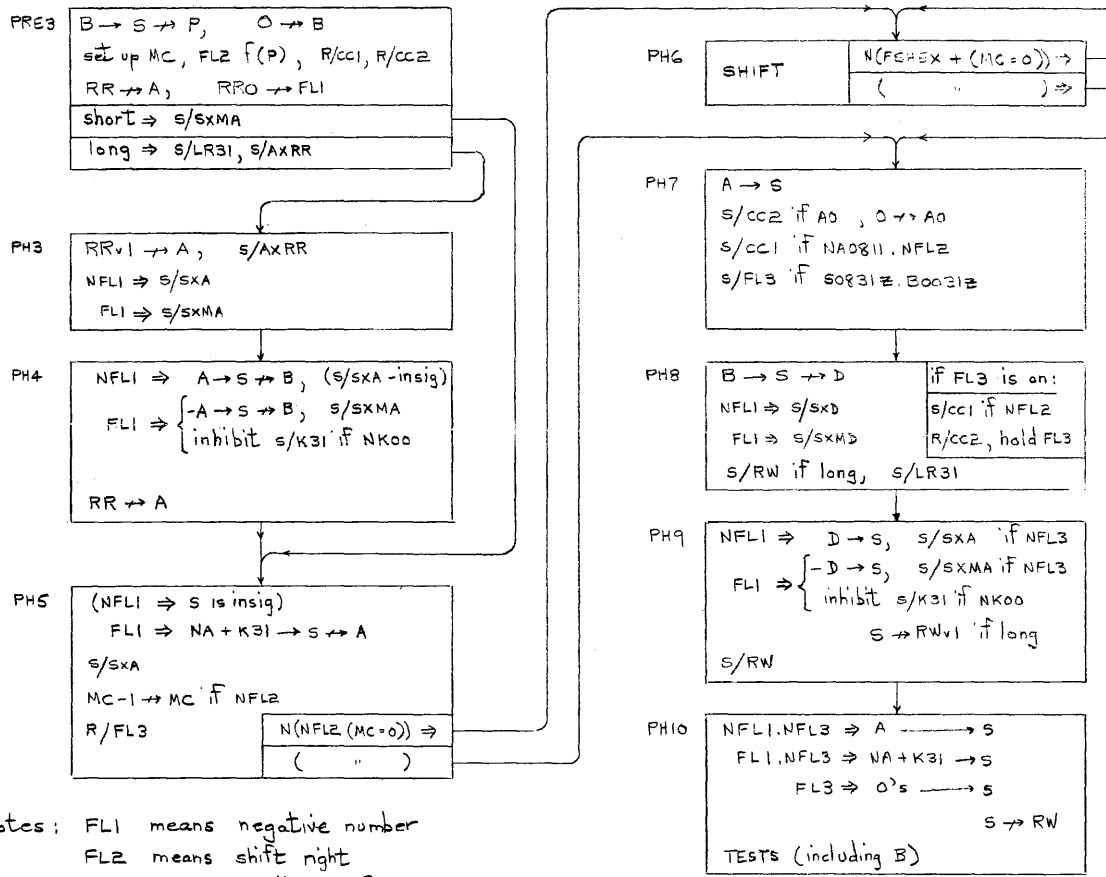 PRE3
B → S ↛ P, O ↛ B
set up MC, FL2 f(P), R/CC1, R/CC2
RR ↛ A, RRO ↛ FL1
short ⇒ S/SXMA
long ⇒ S/LR31, S/AXRR
PH3
RRv1 ↛ A, S/AXRR
NFL1 ⇒ S/SXA
FL1 ⇒ S/SXMA
PH4
NFL1 ⇒ A → S ↛ B, (S/SXA-insig)
FL1 ⇒ { -A → S ↛ B, S/SXMA
inhibit S/K31 if NK00
RR ↛ A
PH5
(NFL1 ⇒ S is insig)
FL1 ⇒ NA + K31 → S ↛ A
S/SXA
MC-1 ↛ MC if NFL2
R/FL3
N(NFL2 (MC=0)) ⇒
( " )
Notes: FL1 means negative number
FL2 means shift right
PH6
SHIFT
N(FSHEX + (MC=0)) ⇒
( " ) ⇒
PH7
A → S
S/CC2 if A0, O ↛ A0
S/CC1 if NA0811.NFL2
S/FL3 if S0831Z.B0031Z
PH8
B → S ↛ D
NFL1 ⇒ S/SXD
FL1 ⇒ S/SXMD
S/RW if long, S/LR31
if FL3 is on:
S/CC1 if NFL2
R/CC2, hold FL3
PH9
NFL1 ⇒ D → S, S/SXA if NFL3
FL1 ⇒ { -D → S, S/SXMA if NFL3
inhibit S/K31 if NK00
S ↛ RWv1 if long
S/RW
PH10
NFL1.NFL3 ⇒ A → S
FL1.NFL3 ⇒ NA + K31 → S
FL3 ⇒ O's → S
S ↛ RW
TESTS (including B)